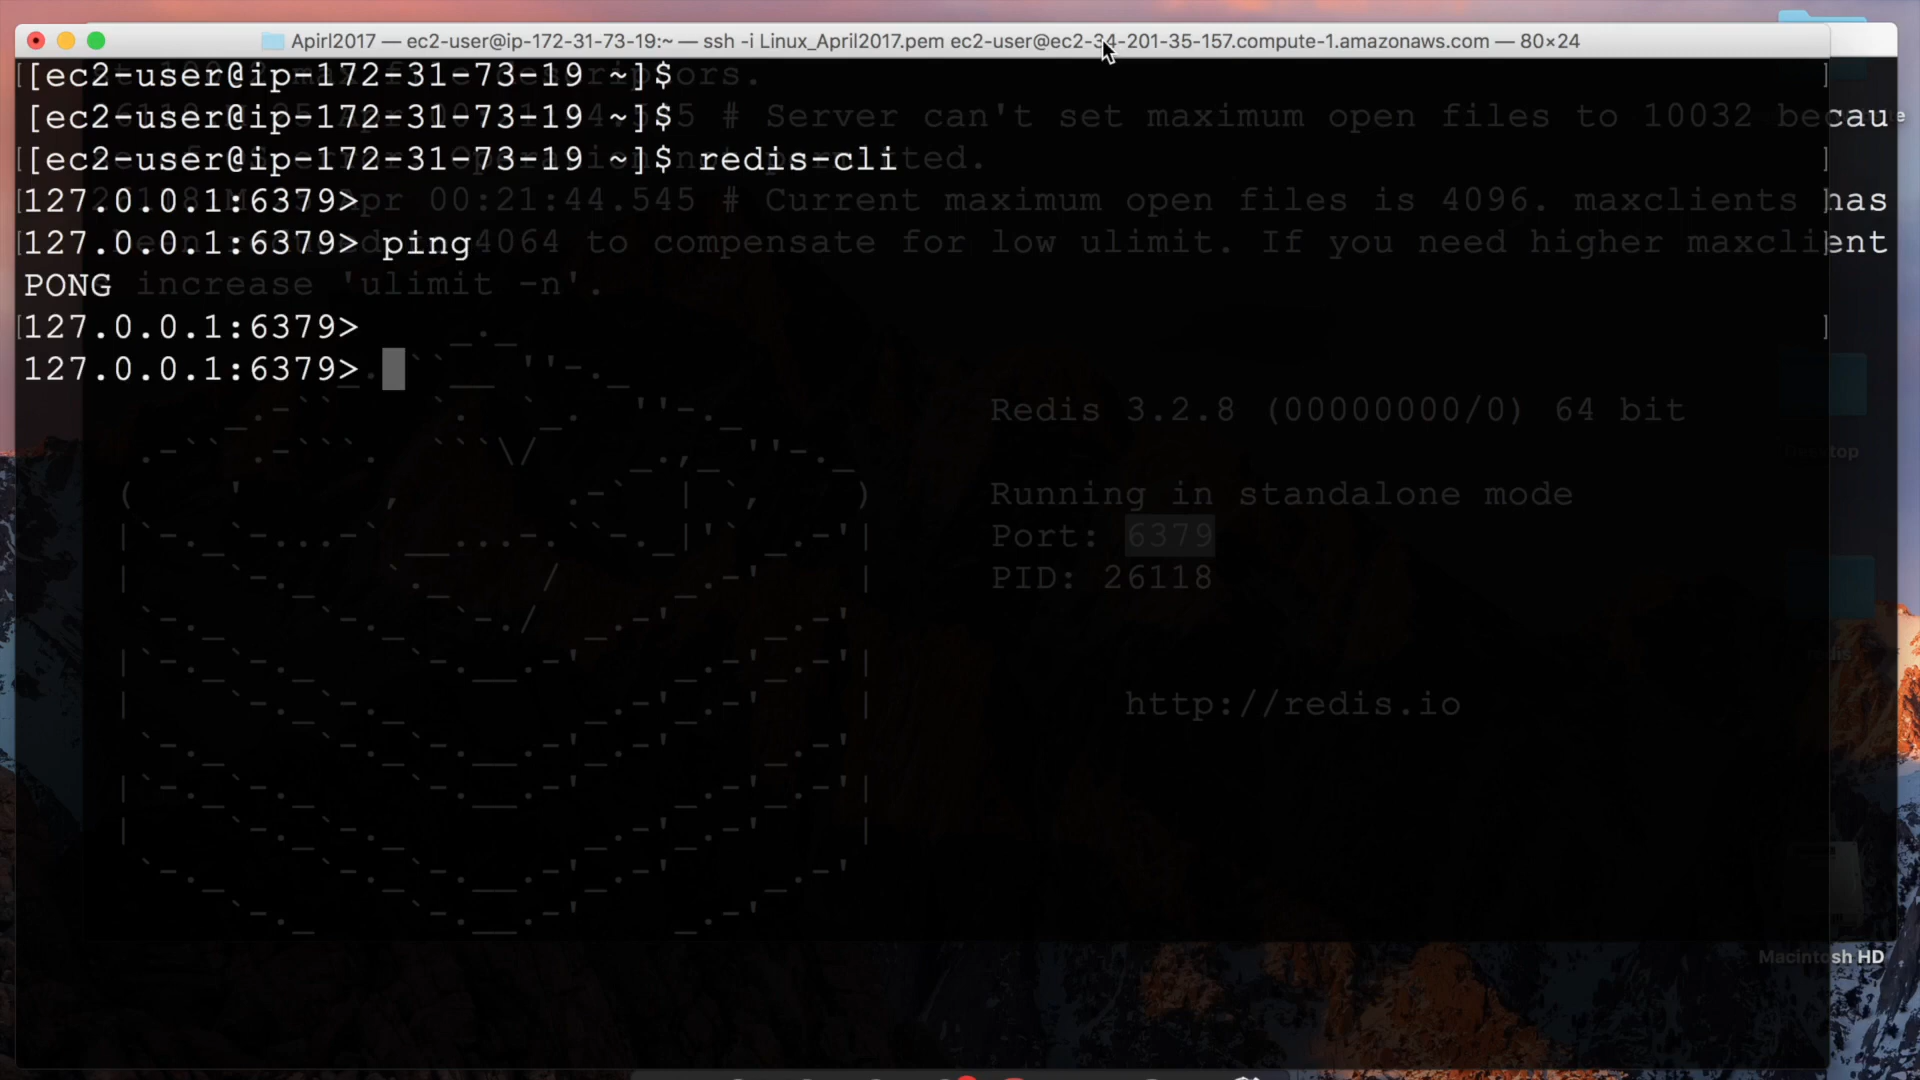 Apirl2017 — ec2-user@ip-172-31-73-19:~ — ssh -i Linux_April2017.pem ec2-user@ec2-34-201-35-157.compute-1.amazonaws.com — 80×24
[ec2-user@ip-172-31-73-19 ~]$
[ec2-user@ip-172-31-73-19 ~]$
[ec2-user@ip-172-31-73-19 ~]$ redis-cli
127.0.0.1:6379>
127.0.0.1:6379> ping
PONG
127.0.0.1:6379>
127.0.0.1:6379>
# Server can't set maximum open files to 10032 becau
00:21:44.545 # Current maximum open files is 4096. maxclients has
4064 to compensate for low ulimit. If you need higher maxclient
increase 'ulimit -n'.
Redis 3.2.8 (00000000/0) 64 bit
Running in standalone mode
Port: 6379
PID: 26118
http://redis.io
redis
Macintosh HD